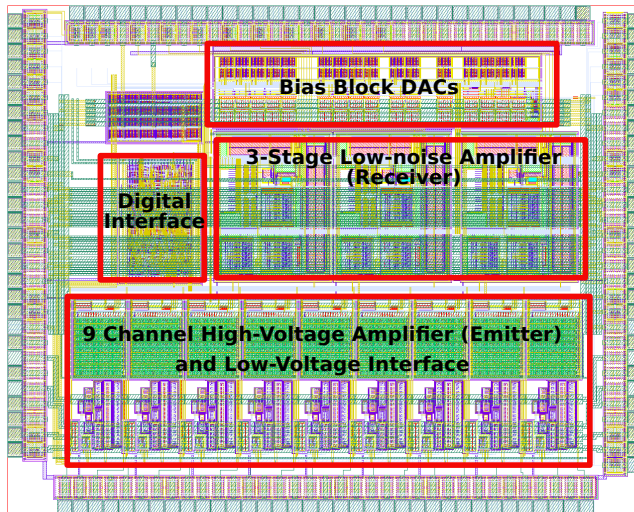 Bias Block DACs
3-Stage Low-noise Amplifier
(Receiver)
Digital
Interface
9 Channel High-Voltage Amplifier (Emitter)
and Low-Voltage Interface